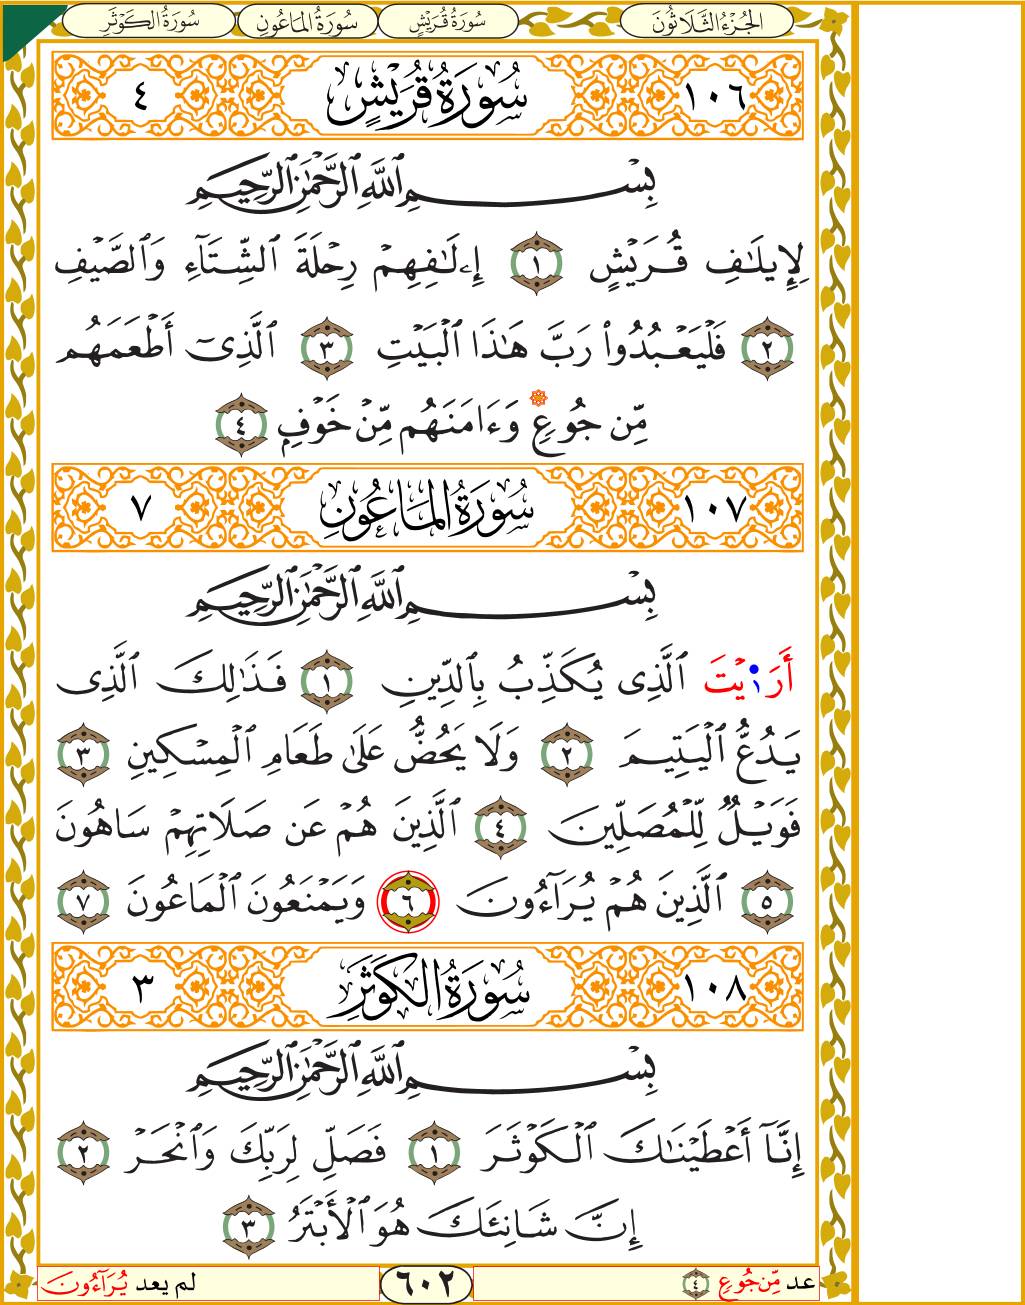 الجُزْءُ الثَّلَاثُونَ سُورَةُ قُرَيْشٍ سُورَةُ المَاعُونِ سُورَةُ الكَوْثَرِ
١٠٦ سُورَةُ قُرَيْشٍ ٤
بِسْمِ ٱللَّهِ ٱلرَّحْمَٰنِ ٱلرَّحِيمِ
لِإِيلَٰفِ قُرَيْشٍ ١ إِۦلَٰفِهِمْ رِحْلَةَ ٱلشِّتَآءِ وَٱلصَّيْفِ
٢ فَلْيَعْبُدُوا۟ رَبَّ هَٰذَا ٱلْبَيْتِ ٣ ٱلَّذِىٓ أَطْعَمَهُم
مِّن جُوعٍ وَءَامَنَهُم مِّنْ خَوْفٍۭ ٤
١٠٧ سُورَةُ المَاعُونِ ٧
بِسْمِ ٱللَّهِ ٱلرَّحْمَٰنِ ٱلرَّحِيمِ
أَرَ۰يْتَ ١ ٱلَّذِى يُكَذِّبُ بِٱلدِّينِ ١ فَذَٰلِكَ ٱلَّذِى
يَدُعُّ ٱلْيَتِيمَ ٢ وَلَا يَحُضُّ عَلَىٰ طَعَامِ ٱلْمِسْكِينِ ٣
فَوَيْلٌ لِّلْمُصَلِّينَ ٤ ٱلَّذِينَ هُمْ عَن صَلَاتِهِمْ سَاهُونَ
٥ ٱلَّذِينَ هُمْ يُرَآءُونَ ٦ وَيَمْنَعُونَ ٱلْمَاعُونَ ٧
١٠٨ سُورَةُ الكَوْثَرِ ٣
بِسْمِ ٱللَّهِ ٱلرَّحْمَٰنِ ٱلرَّحِيمِ
إِنَّآ أَعْطَيْنَٰكَ ٱلْكَوْثَرَ ١ فَصَلِّ لِرَبِّكَ وَٱنْحَرْ ٢
إِنَّ شَانِئَكَ هُوَ ٱلْأَبْتَرُ ٣
عد مِّن جُوعٍ ٤ ٦٠٢ لم يعد يُرَآءُونَ